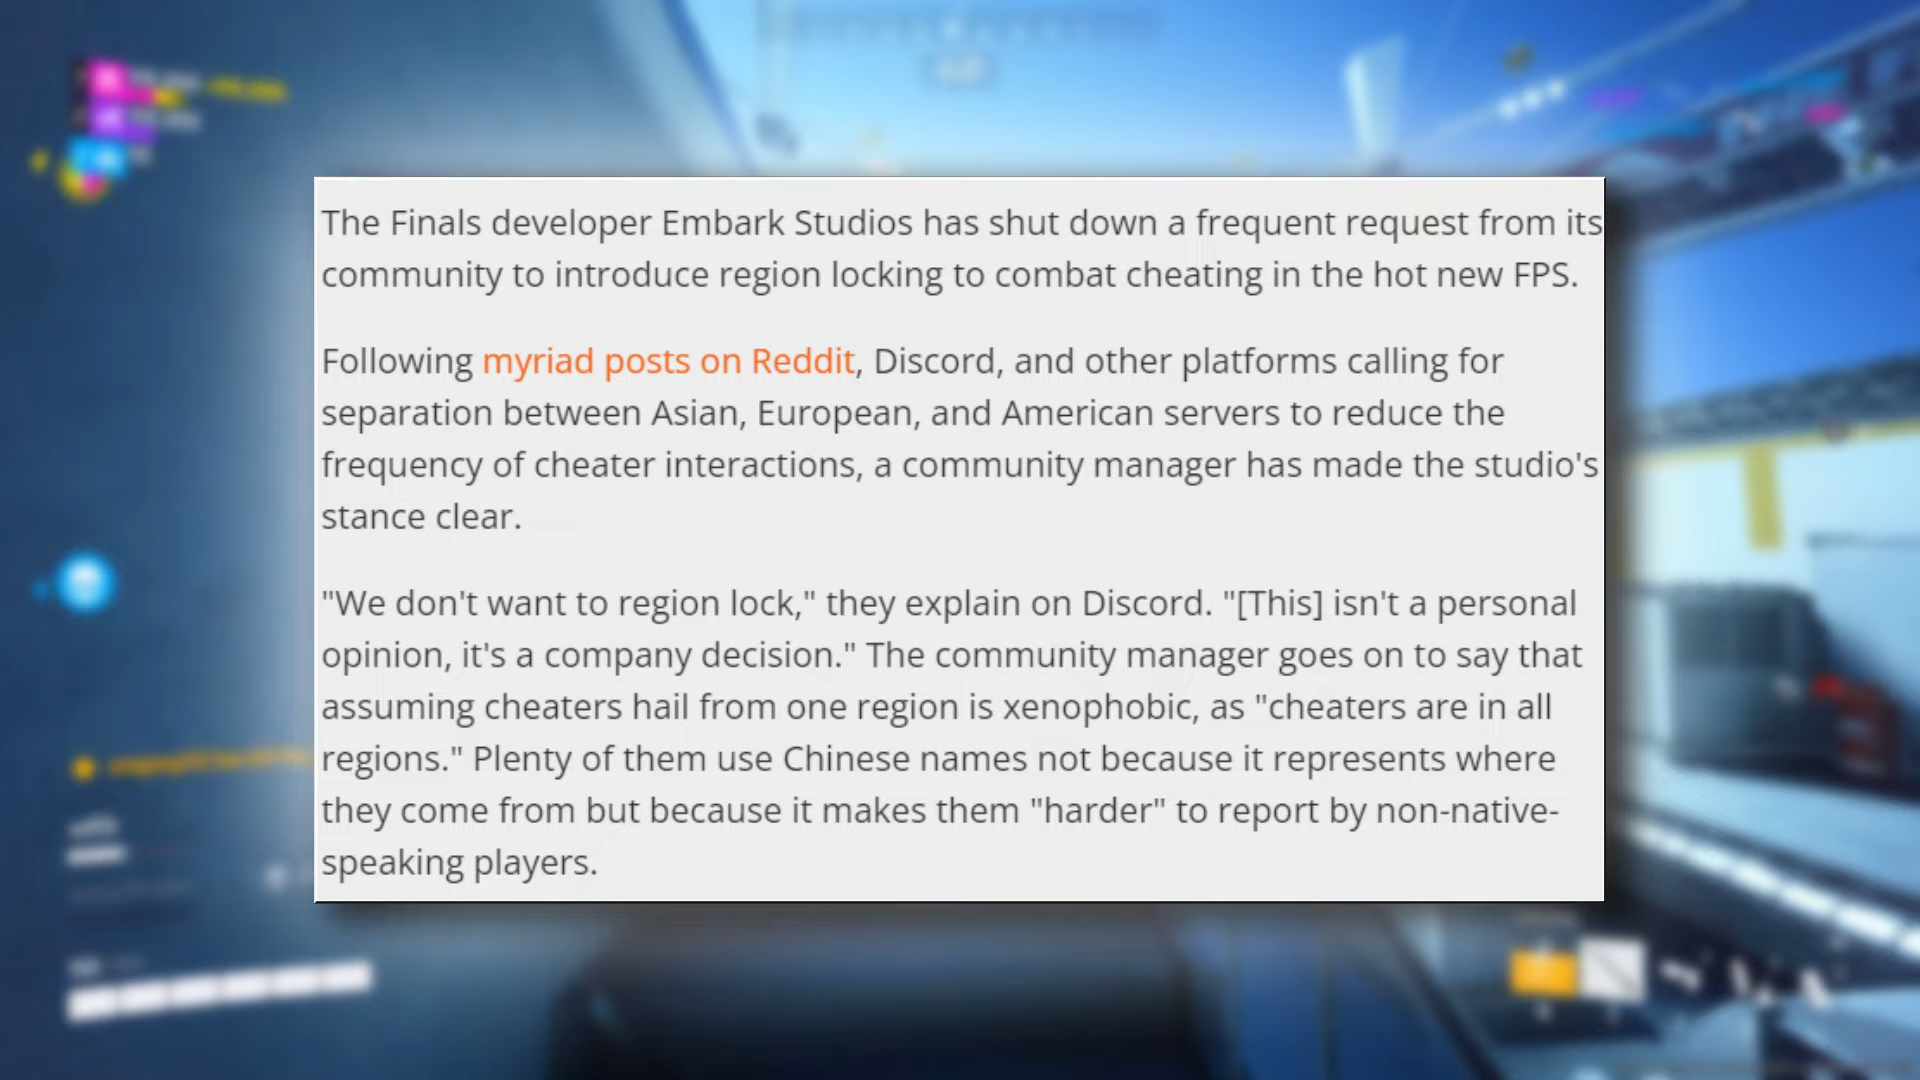 The Finals developer Embark Studios has shut down a frequent request from its
community to introduce region locking to combat cheating in the hot new FPS.
Following myriad posts on Reddit, Discord, and other platforms calling for
separation between Asian, European, and American servers to reduce the
frequency of cheater interactions, a community manager has made the studio's
stance clear.
"We don't want to region lock," they explain on Discord. "[This] isn't a personal
opinion, it's a company decision." The community manager goes on to say that
assuming cheaters hail from one region is xenophobic, as "cheaters are in all
regions." Plenty of them use Chinese names not because it represents where
they come from but because it makes them "harder" to report by non-native-
speaking players.